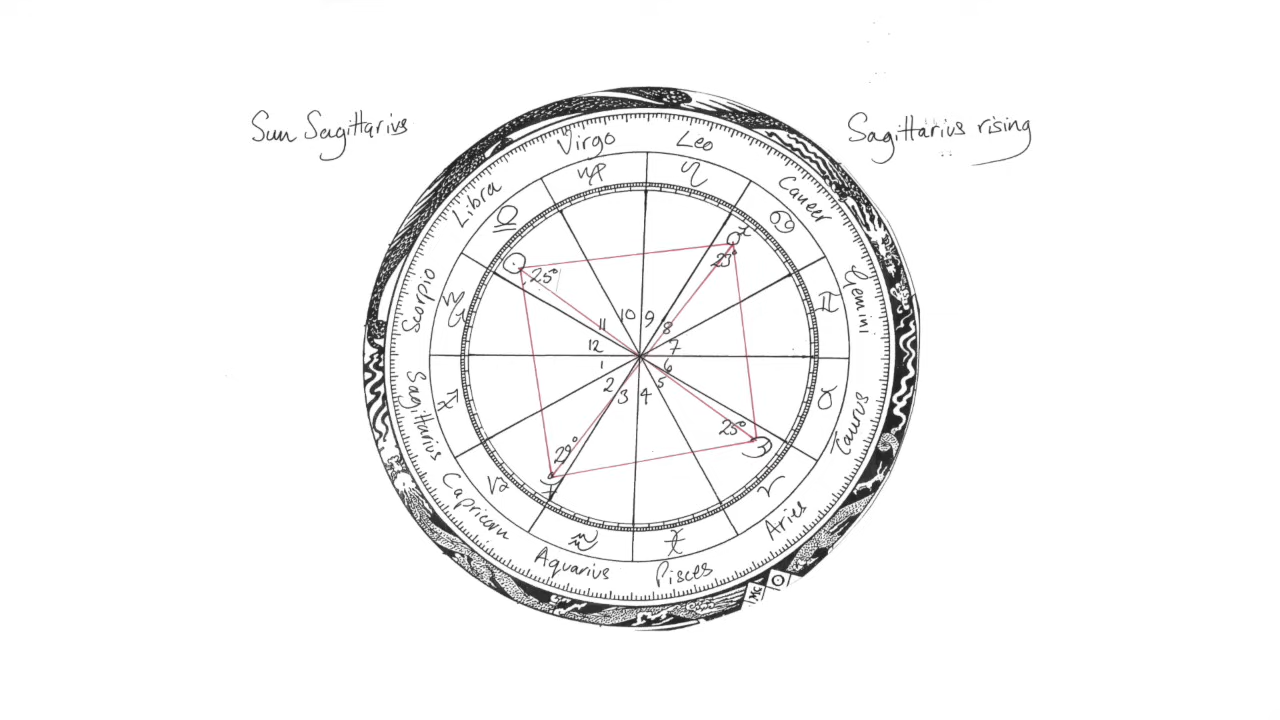 Sun Sagittarius
Sagittarius rising
Virgo
Leo
Libra
Cancer
Scorpio
Gemini
Sagittarius
Taurus
Capricorn
Aries
Aquarius
Pisces
25°
23°
10
9
11
8
12
7
1
6
2
5
3
4
29°
25°
MC